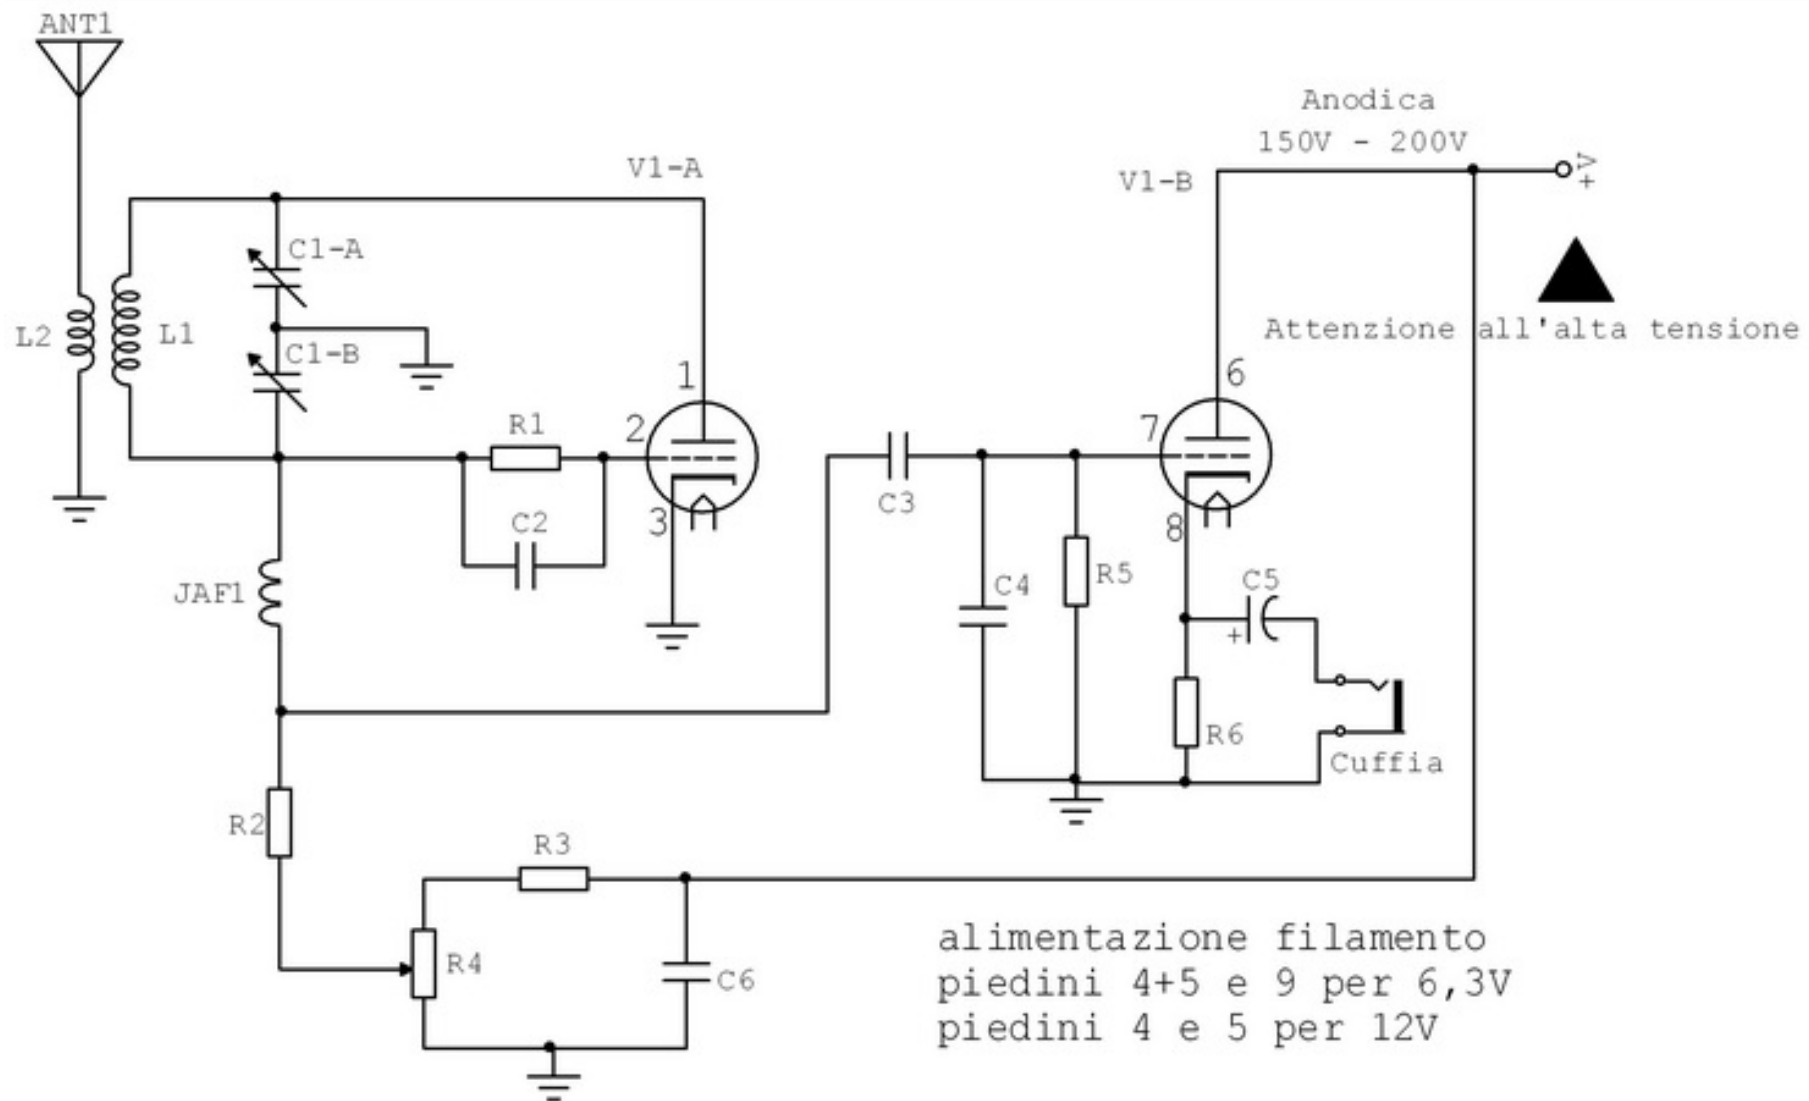 ANT1
Anodica
150V - 200V
V1-A
V1-B
+V
C1-A
L2
L1
C1-B
Attenzione all'alta tensione
1
6
2
R1
7
C3
C2
3
8
JAF1
C4
R5
C5
+
R6
Cuffia
R2
R3
R4
C6
alimentazione filamento
piedini 4+5 e 9 per 6,3V
piedini 4 e 5 per 12V